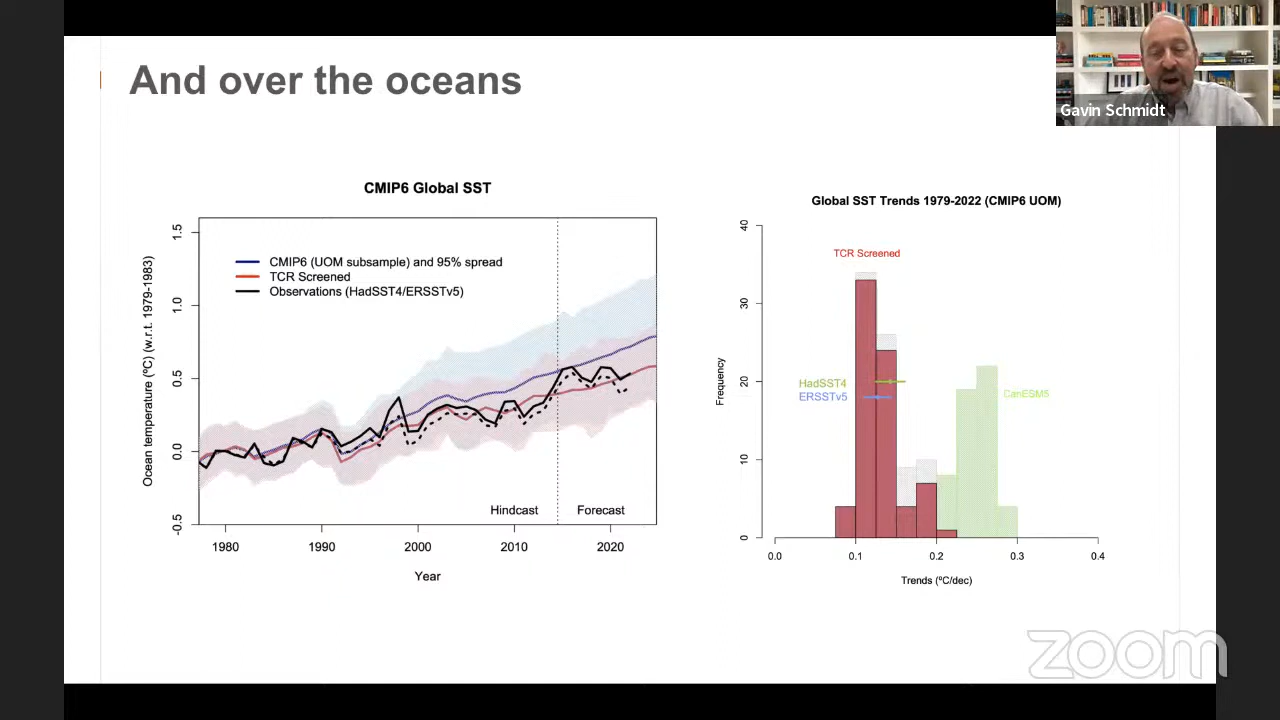 And over the oceans
Gavin Schmidt
CMIP6 Global SST
Ocean temperature (ºC) (w.r.t. 1979-1983)
1.5
1.0
0.5
0.0
-0.5
CMIP6 (UOM subsample) and 95% spread
TCR Screened
Observations (HadSST4/ERSSTv5)
Hindcast
Forecast
1980
1990
2000
2010
2020
Year
Global SST Trends 1979-2022 (CMIP6 UOM)
Frequency
40
30
20
10
0
TCR Screened
HadSST4
ERSSTv5
CanESM5
0.0
0.1
0.2
0.3
0.4
Trends (ºC/dec)
zoom